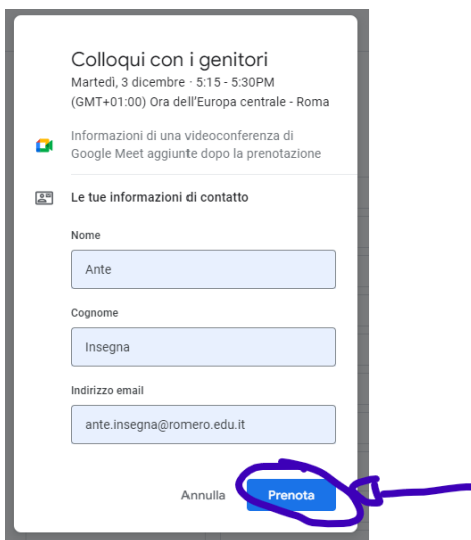 Colloqui con i genitori
Martedì, 3 dicembre · 5:15 - 5:30PM
(GMT+01:00) Ora dell'Europa centrale - Roma
Informazioni di una videoconferenza di
Google Meet aggiunte dopo la prenotazione
Le tue informazioni di contatto
Nome
Ante
Cognome
Insegna
Indirizzo email
ante.insegna@romero.edu.it
Annulla Prenota